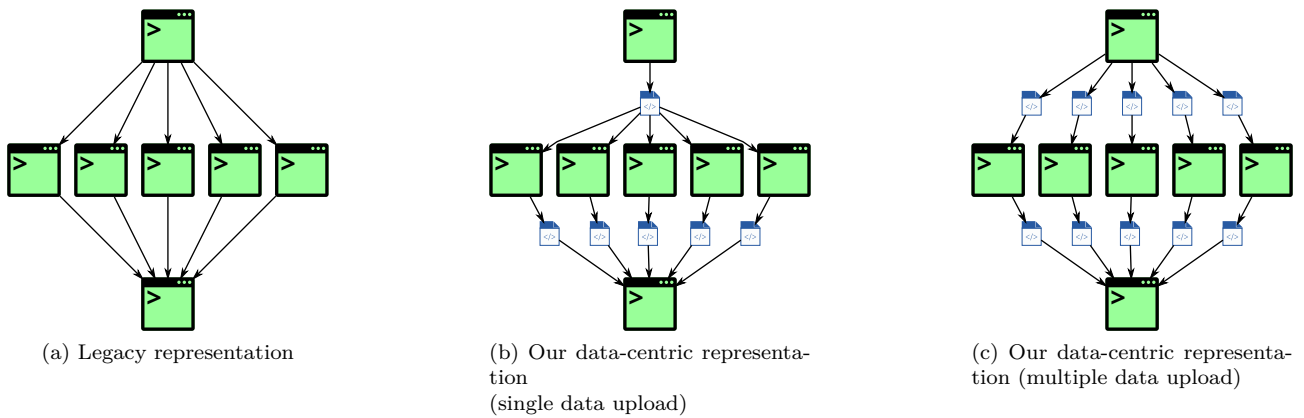 (a) Legacy representation
(b) Our data-centric representa-
tion
(single data upload)
(c) Our data-centric representa-
tion (multiple data upload)